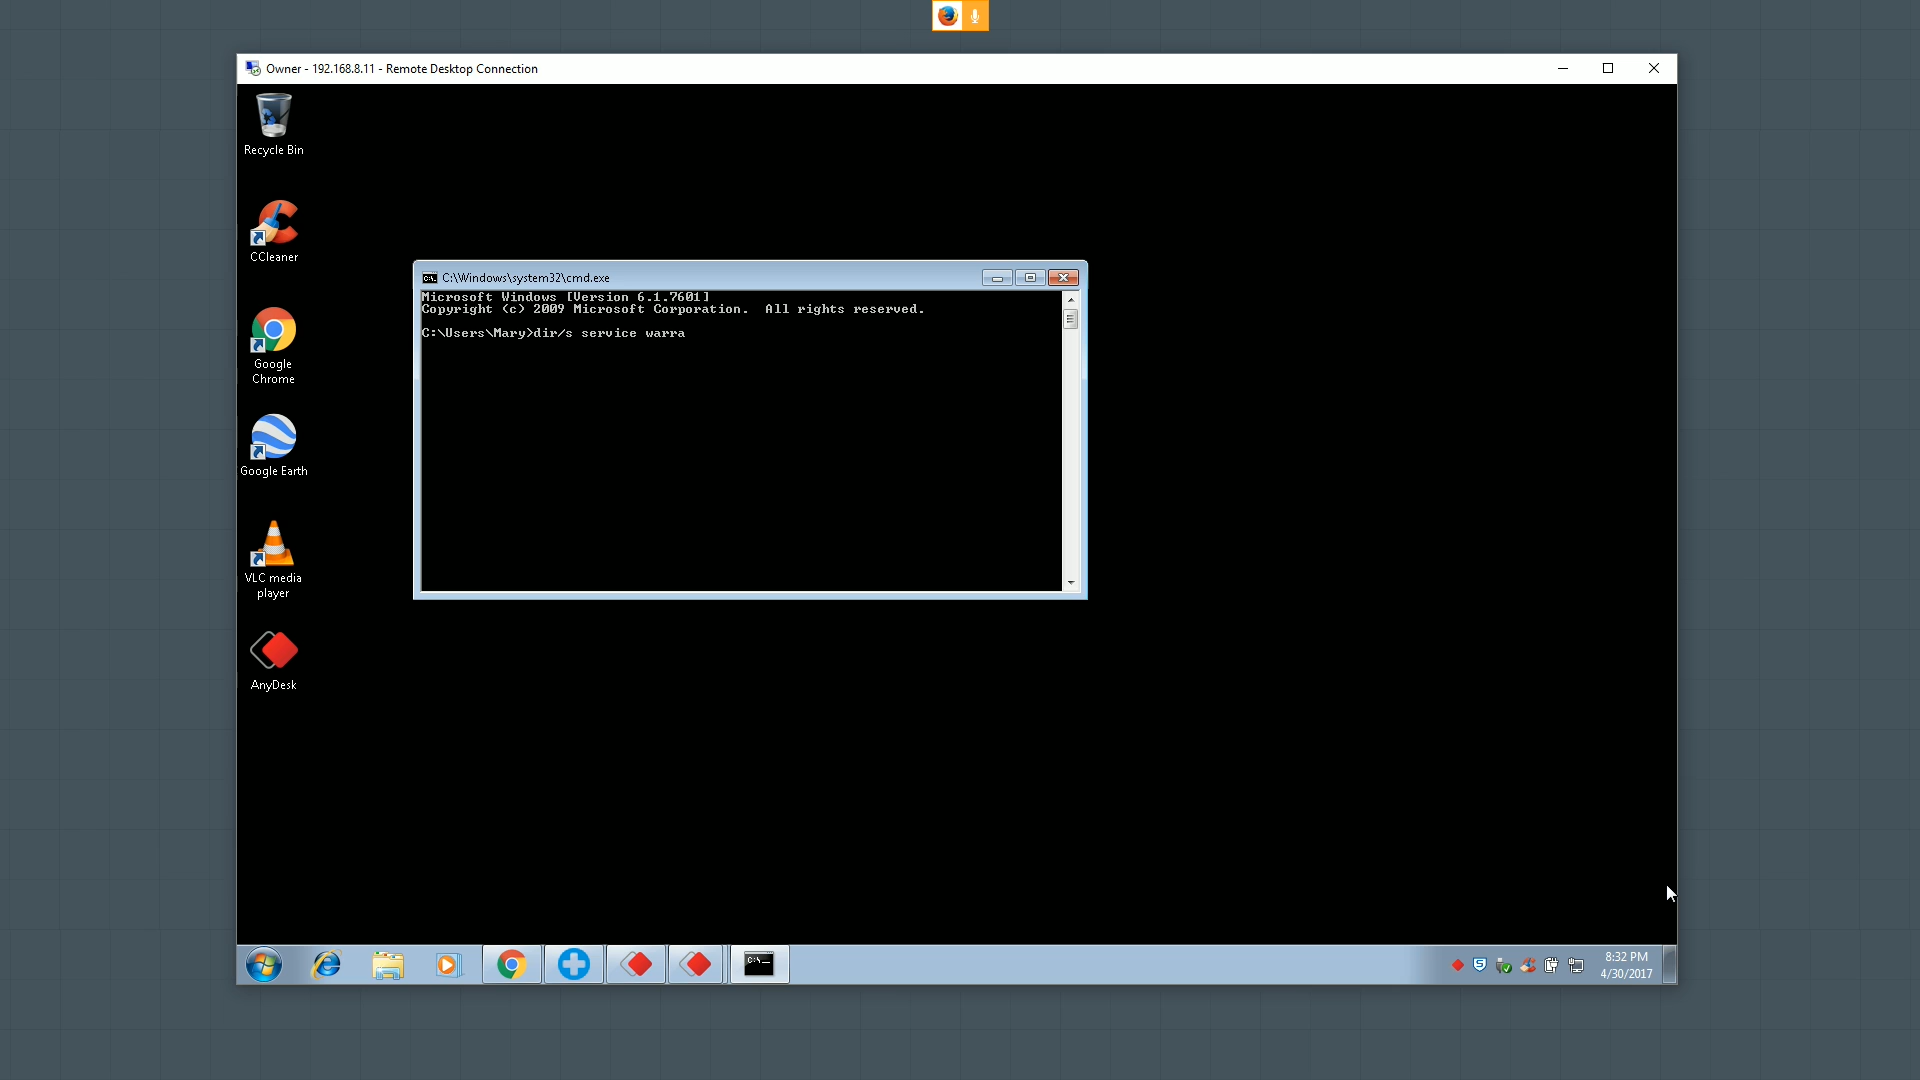 Owner - 192.168.8.11 - Remote Desktop Connection
Recycle Bin
CCleaner
Google
Chrome
Google Earth
VLC media
player
AnyDesk
C:\Windows\system32\cmd.exe
Microsoft Windows [Version 6.1.7601]
Copyright (c) 2009 Microsoft Corporation.  All rights reserved.
C:\Users\Mary>dir/s service warra
8:32 PM
4/30/2017